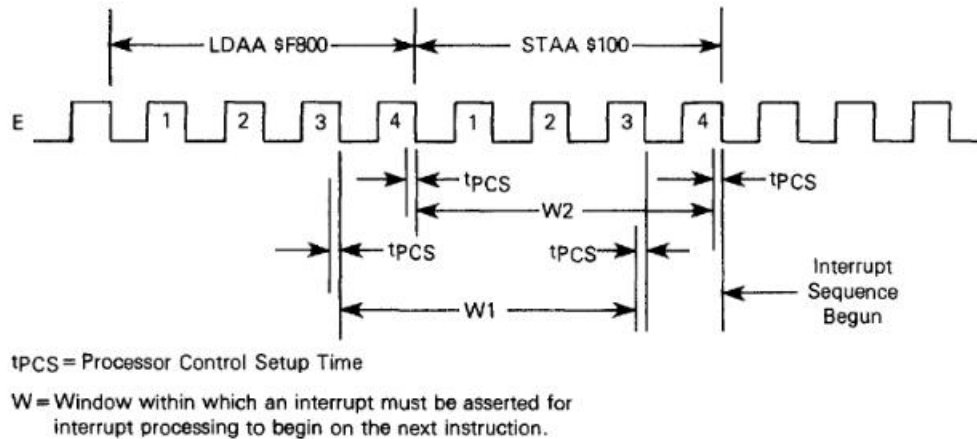 LDAA $F800 STAA $100
E 1 2 3 4 1 2 3 4
tPCS tPCS
W2
tPCS tPCS
W1
Interrupt
Sequence
Begun
tPCS = Processor Control Setup Time
W = Window within which an interrupt must be asserted for
interrupt processing to begin on the next instruction.